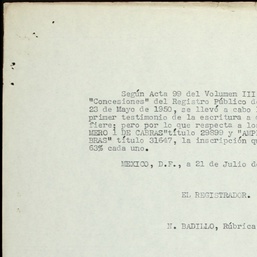 Según Acta 99 del Volumen III
"Concesiones" del Registro Público d
23 de Mayo de 1950, se llevó a cabo
primer testimonio de la escritura a
fiere; pero por lo que respecta a lo
MERO 1 DE CABRAS"título 29899 y "AMP
BRAS" título 31647, la inscripción q
63% cada uno.
MEXICO, D.F., a 21 de Julio d
EL REGISTRADOR.
N. BADILLO, Rúbrica